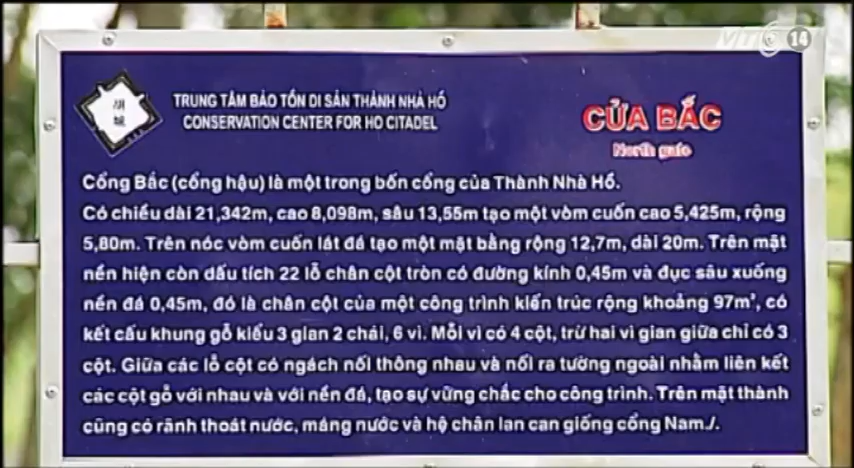 VTC 14
TRUNG TÂM BẢO TỒN DI SẢN THÀNH NHÀ HỒ
CONSERVATION CENTER FOR HO CITADEL
CỬA BẮC
North gate
Cổng Bắc (cổng hậu) là một trong bốn cổng của Thành Nhà Hồ.
Có chiều dài 21,342m, cao 8,098m, sâu 13,55m tạo một vòm cuốn cao 5,425m, rộng
5,80m. Trên nóc vòm cuốn lát đá tạo một mặt bằng rộng 12,7m, dài 20m. Trên mặt
nền hiện còn dấu tích 22 lỗ chân cột tròn có đường kính 0,45m và đục sâu xuống
nền đá 0,45m, đó là chân cột của một công trình kiến trúc rộng khoảng 97m², có
kết cấu khung gỗ kiểu 3 gian 2 chái, 6 vì. Mỗi vì có 4 cột, trừ hai vì gian giữa chỉ có 3
cột. Giữa các lỗ cột có ngách nối thông nhau và nối ra tường ngoài nhằm liên kết
các cột gỗ với nhau và với nền đá, tạo sự vững chắc cho công trình. Trên mặt thành
cũng có rãnh thoát nước, máng nước và hệ chân lan can giống cổng Nam./.